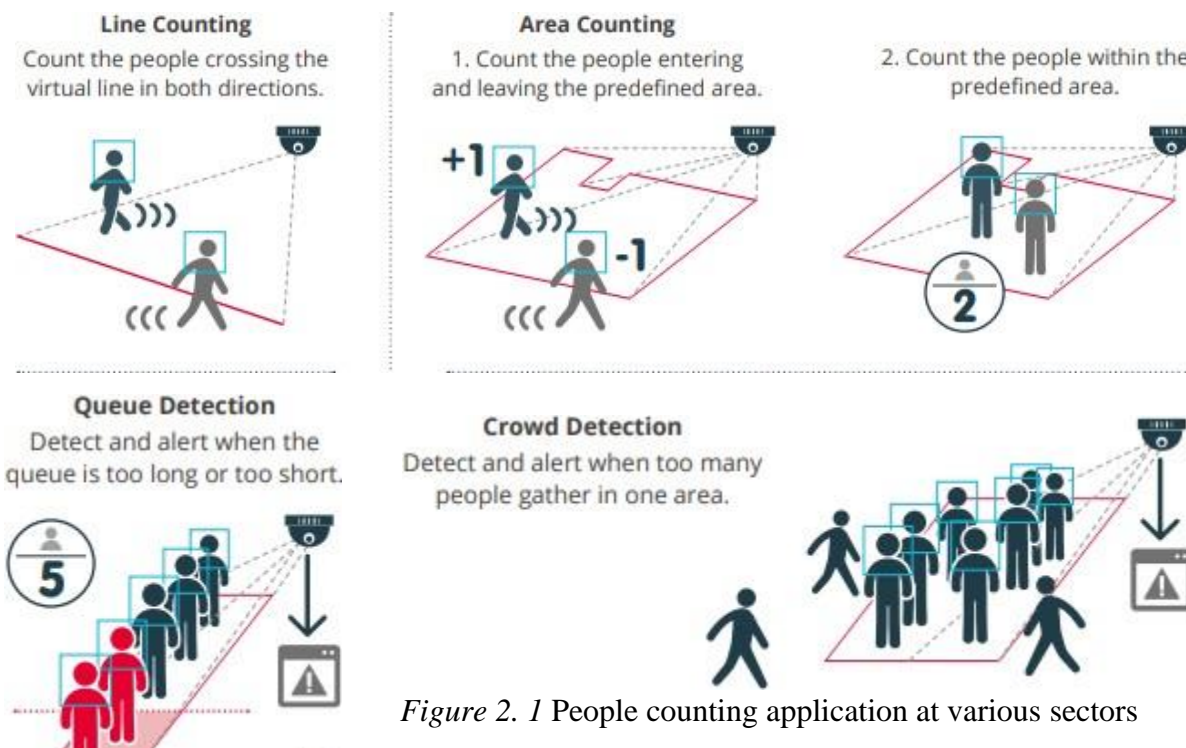 Line Counting
Count the people crossing the
virtual line in both directions.
Area Counting
1. Count the people entering
and leaving the predefined area.
2. Count the people within the
predefined area.
+1
-1
2
Queue Detection
Detect and alert when the
queue is too long or too short.
5
Crowd Detection
Detect and alert when too many
people gather in one area.
Figure 2. 1 People counting application at various sectors